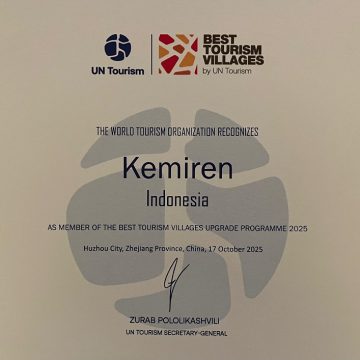 UN Tourism
BEST
TOURISM
VILLAGES
by UN Tourism
THE WORLD TOURISM ORGANIZATION RECOGNIZES
Kemiren
Indonesia
AS MEMBER OF THE BEST TOURISM VILLAGES UPGRADE PROGRAMME 2025
Huzhou City, Zhejiang Province, China, 17 October 2025
ZURAB POLOLIKASHVILI
UN TOURISM SECRETARY-GENERAL